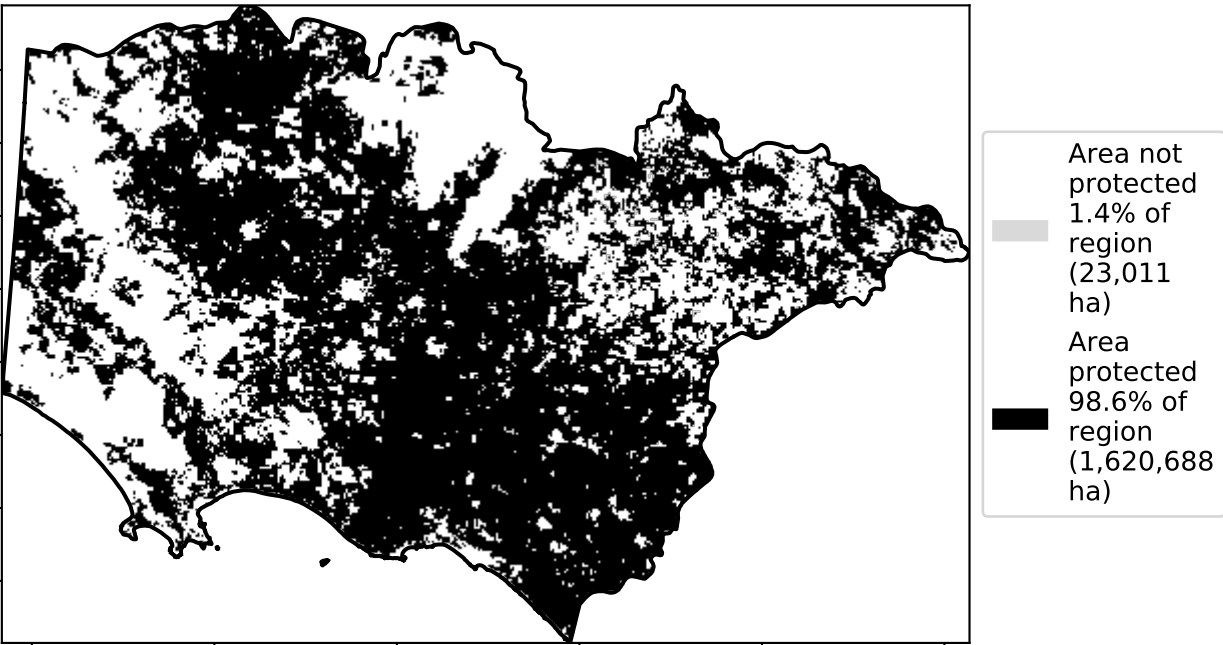 Area not
protected
1.4% of
region
(23,011
ha)
Area
protected
98.6% of
region
(1,620,688
ha)